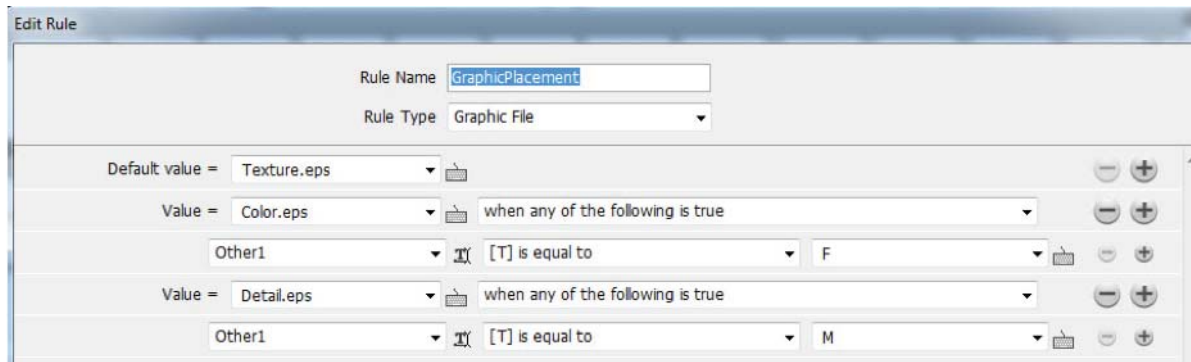 Edit Rule
Rule Name GraphicPlacement
Rule Type Graphic File
Default value = Texture.eps
Value = Color.eps when any of the following is true
Other1 T [T] is equal to F
Value = Detail.eps when any of the following is true
Other1 T [T] is equal to M